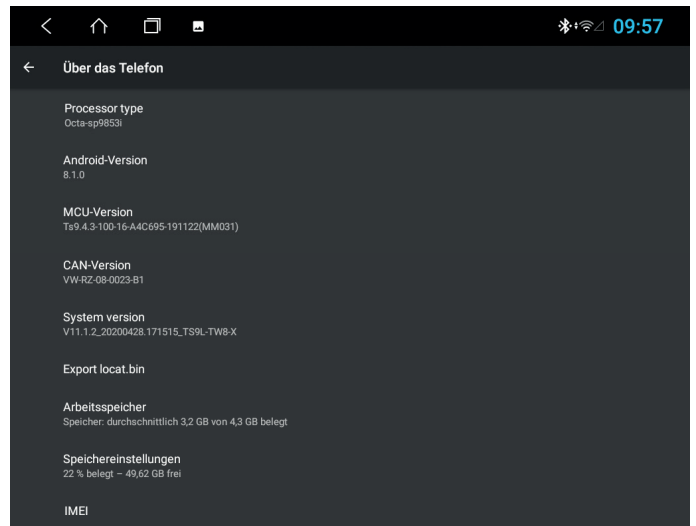 09:57
Über das Telefon
Processor type
Octa-sp9853i
Android-Version
8.1.0
MCU-Version
Ts9.4.3-100-16-A4C695-191122(MM031)
CAN-Version
VW-RZ-08-0023-B1
System version
V11.1.2_20200428.171515_TS9L-TW8-X
Export locat.bin
Arbeitsspeicher
Speicher: durchschnittlich 3,2 GB von 4,3 GB belegt
Speichereinstellungen
22 % belegt – 49,62 GB frei
IMEI